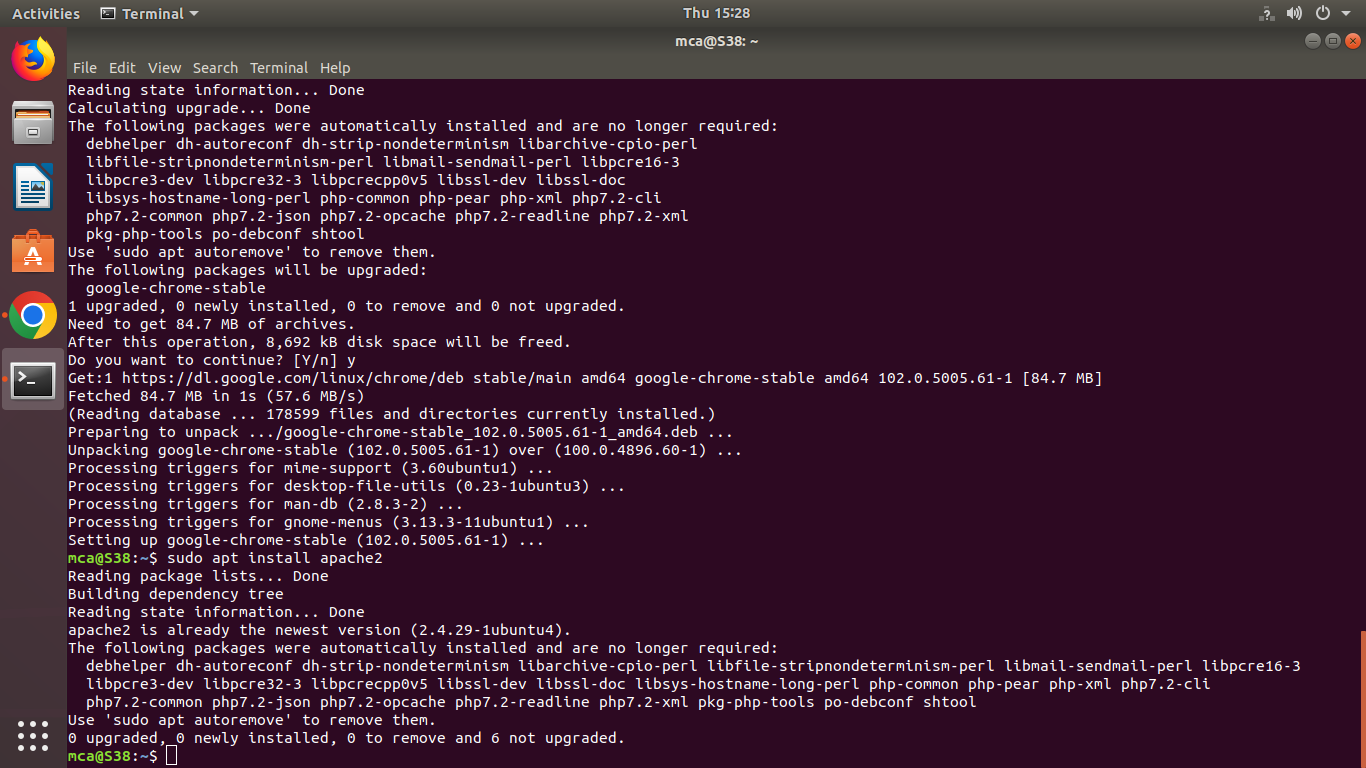 Activities Terminal Thu 15:28
mca@S38: ~
File Edit View Search Terminal Help
Reading state information... Done
Calculating upgrade... Done
The following packages were automatically installed and are no longer required:
  debhelper dh-autoreconf dh-strip-nondeterminism libarchive-cpio-perl
  libfile-stripnondeterminism-perl libmail-sendmail-perl libpcre16-3
  libpcre3-dev libpcre32-3 libpcrecpp0v5 libssl-dev libssl-doc
  libsys-hostname-long-perl php-common php-pear php-xml php7.2-cli
  php7.2-common php7.2-json php7.2-opcache php7.2-readline php7.2-xml
  pkg-php-tools po-debconf shtool
Use 'sudo apt autoremove' to remove them.
The following packages will be upgraded:
  google-chrome-stable
1 upgraded, 0 newly installed, 0 to remove and 0 not upgraded.
Need to get 84.7 MB of archives.
After this operation, 8,692 kB disk space will be freed.
Do you want to continue? [Y/n] y
Get:1 https://dl.google.com/linux/chrome/deb stable/main amd64 google-chrome-stable amd64 102.0.5005.61-1 [84.7 MB]
Fetched 84.7 MB in 1s (57.6 MB/s)
(Reading database ... 178599 files and directories currently installed.)
Preparing to unpack .../google-chrome-stable_102.0.5005.61-1_amd64.deb ...
Unpacking google-chrome-stable (102.0.5005.61-1) over (100.0.4896.60-1) ...
Processing triggers for mime-support (3.60ubuntu1) ...
Processing triggers for desktop-file-utils (0.23-1ubuntu3) ...
Processing triggers for man-db (2.8.3-2) ...
Processing triggers for gnome-menus (3.13.3-11ubuntu1) ...
Setting up google-chrome-stable (102.0.5005.61-1) ...
mca@S38:~$ sudo apt install apache2
Reading package lists... Done
Building dependency tree
Reading state information... Done
apache2 is already the newest version (2.4.29-1ubuntu4).
The following packages were automatically installed and are no longer required:
  debhelper dh-autoreconf dh-strip-nondeterminism libarchive-cpio-perl libfile-stripnondeterminism-perl libmail-sendmail-perl libpcre16-3
  libpcre3-dev libpcre32-3 libpcrecpp0v5 libssl-dev libssl-doc libsys-hostname-long-perl php-common php-pear php-xml php7.2-cli
  php7.2-common php7.2-json php7.2-opcache php7.2-readline php7.2-xml pkg-php-tools po-debconf shtool
Use 'sudo apt autoremove' to remove them.
0 upgraded, 0 newly installed, 0 to remove and 6 not upgraded.
mca@S38:~$